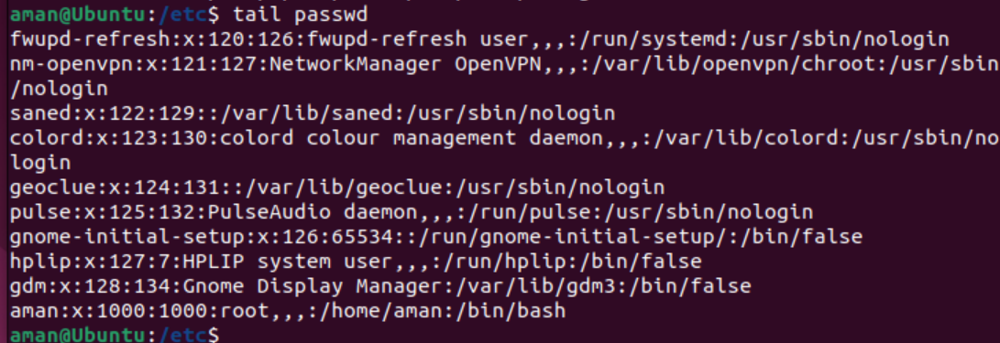 aman@Ubuntu:/etc$ tail passwd
fwupd-refresh:x:120:126:fwupd-refresh user,,,:/run/systemd:/usr/sbin/nologin
nm-openvpn:x:121:127:NetworkManager OpenVPN,,,:/var/lib/openvpn/chroot:/usr/sbin
/nologin
saned:x:122:129::/var/lib/saned:/usr/sbin/nologin
colord:x:123:130:colord colour management daemon,,,:/var/lib/colord:/usr/sbin/no
login
geoclue:x:124:131::/var/lib/geoclue:/usr/sbin/nologin
pulse:x:125:132:PulseAudio daemon,,,:/run/pulse:/usr/sbin/nologin
gnome-initial-setup:x:126:65534::/run/gnome-initial-setup/:/bin/false
hplip:x:127:7:HPLIP system user,,,:/run/hplip:/bin/false
gdm:x:128:134:Gnome Display Manager:/var/lib/gdm3:/bin/false
aman:x:1000:1000:root,,,:/home/aman:/bin/bash
aman@Ubuntu:/etc$